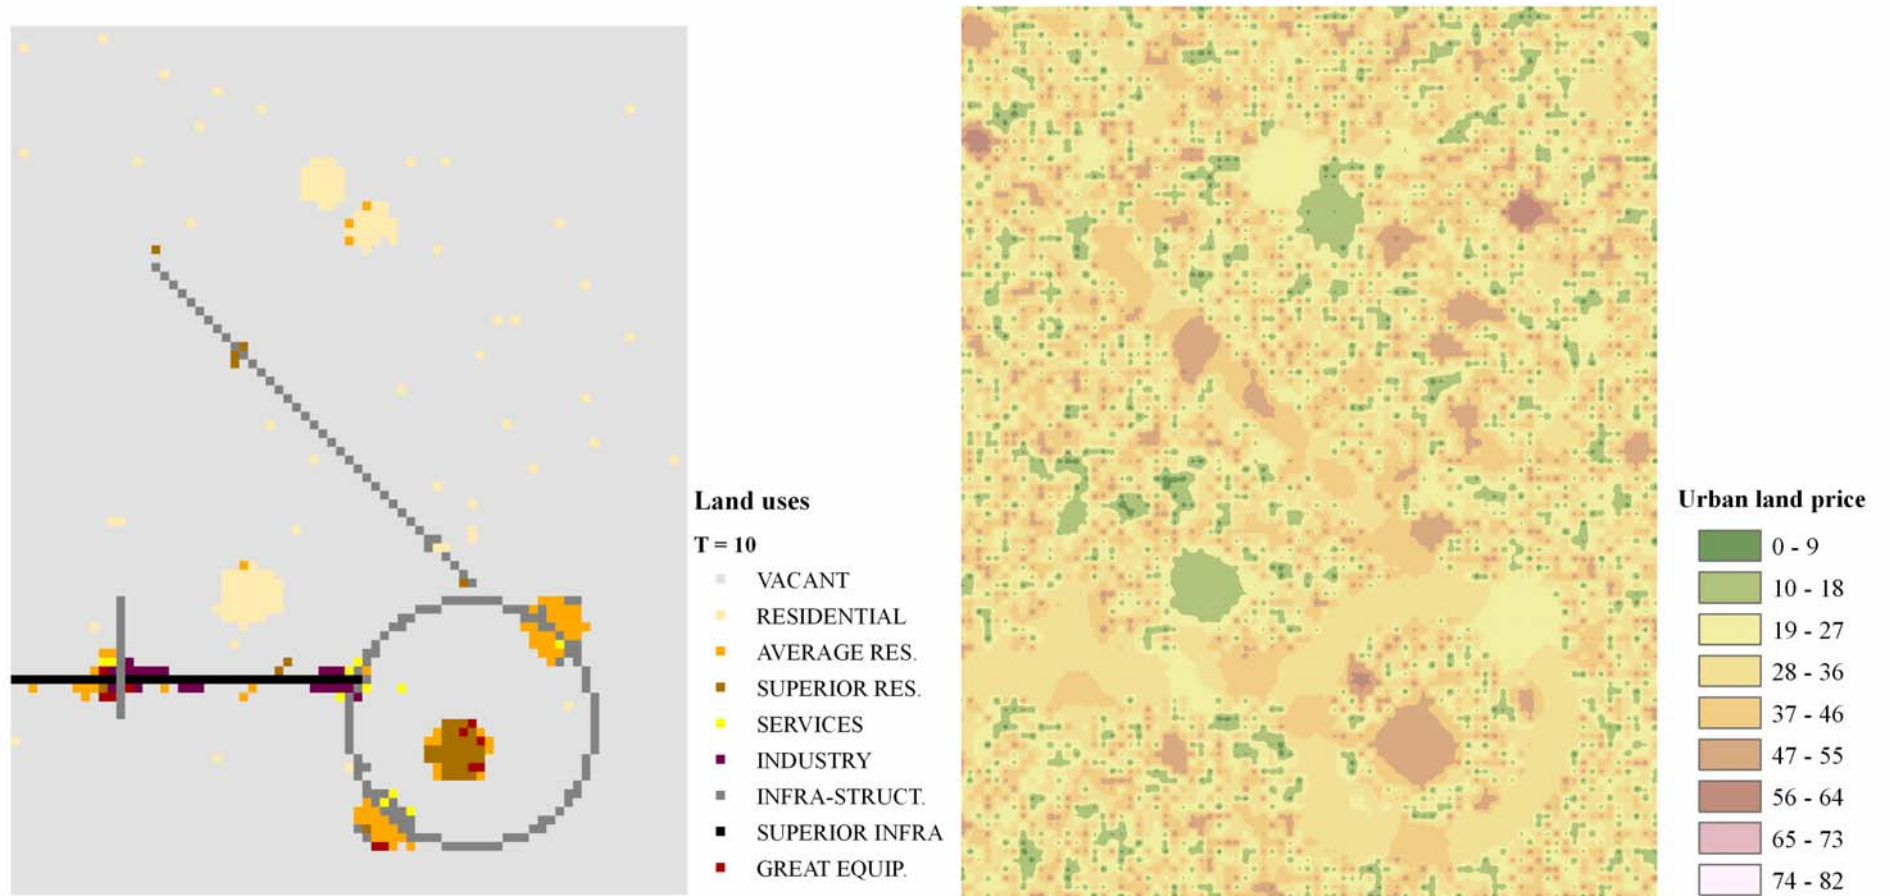 Land uses
T = 10
VACANT
RESIDENTIAL
AVERAGE RES.
SUPERIOR RES.
SERVICES
INDUSTRY
INFRA-STRUCT.
SUPERIOR INFRA
GREAT EQUIP.
Urban land price
0 - 9
10 - 18
19 - 27
28 - 36
37 - 46
47 - 55
56 - 64
65 - 73
74 - 82